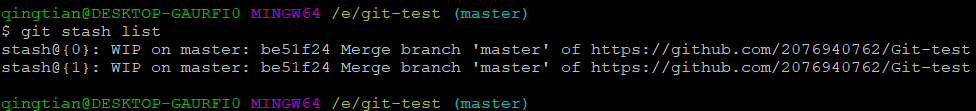 qingtian@DESKTOP-GAURFI0 MINGW64 /e/git-test (master)
$ git stash list
stash@{0}: WIP on master: be51f24 Merge branch 'master' of https://github.com/2076940762/Git-test
stash@{1}: WIP on master: be51f24 Merge branch 'master' of https://github.com/2076940762/Git-test
qingtian@DESKTOP-GAURFI0 MINGW64 /e/git-test (master)